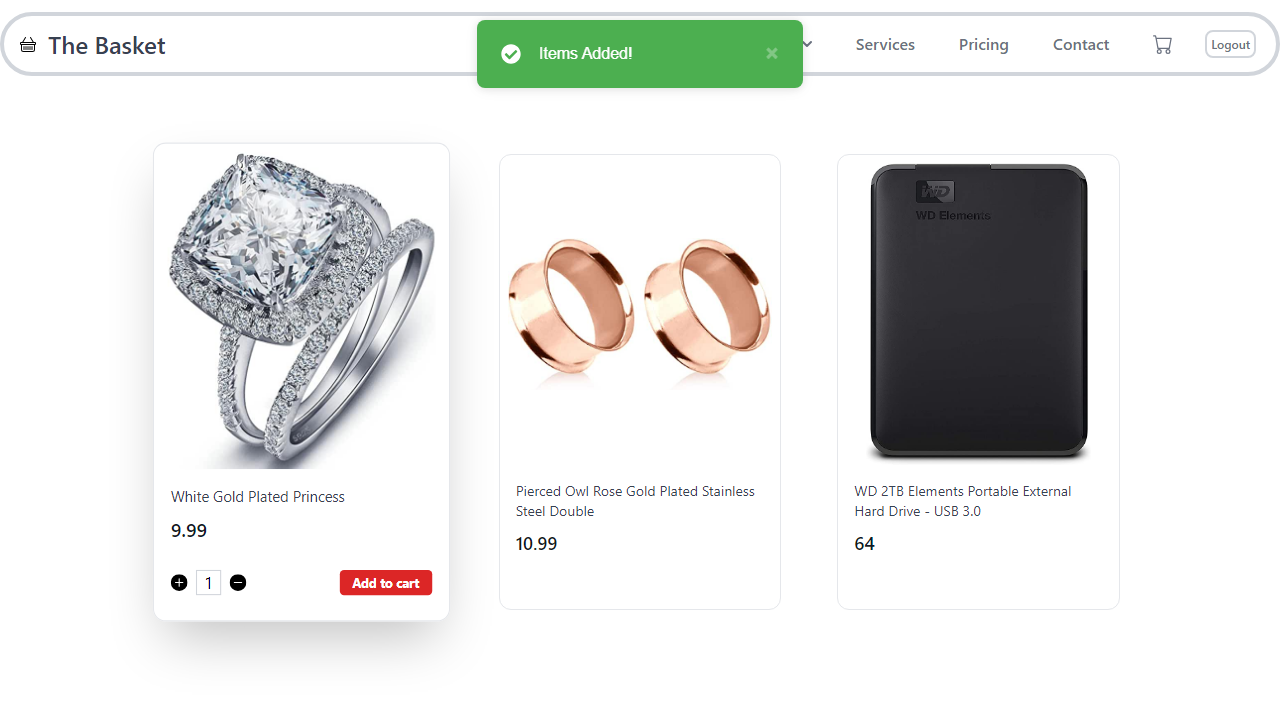 The Basket
Items Added!
×
Services
Pricing
Contact
Logout
WD
WD Elements
White Gold Plated Princess
9.99
1
Add to cart
Pierced Owl Rose Gold Plated Stainless
Steel Double
10.99
WD 2TB Elements Portable External
Hard Drive - USB 3.0
64